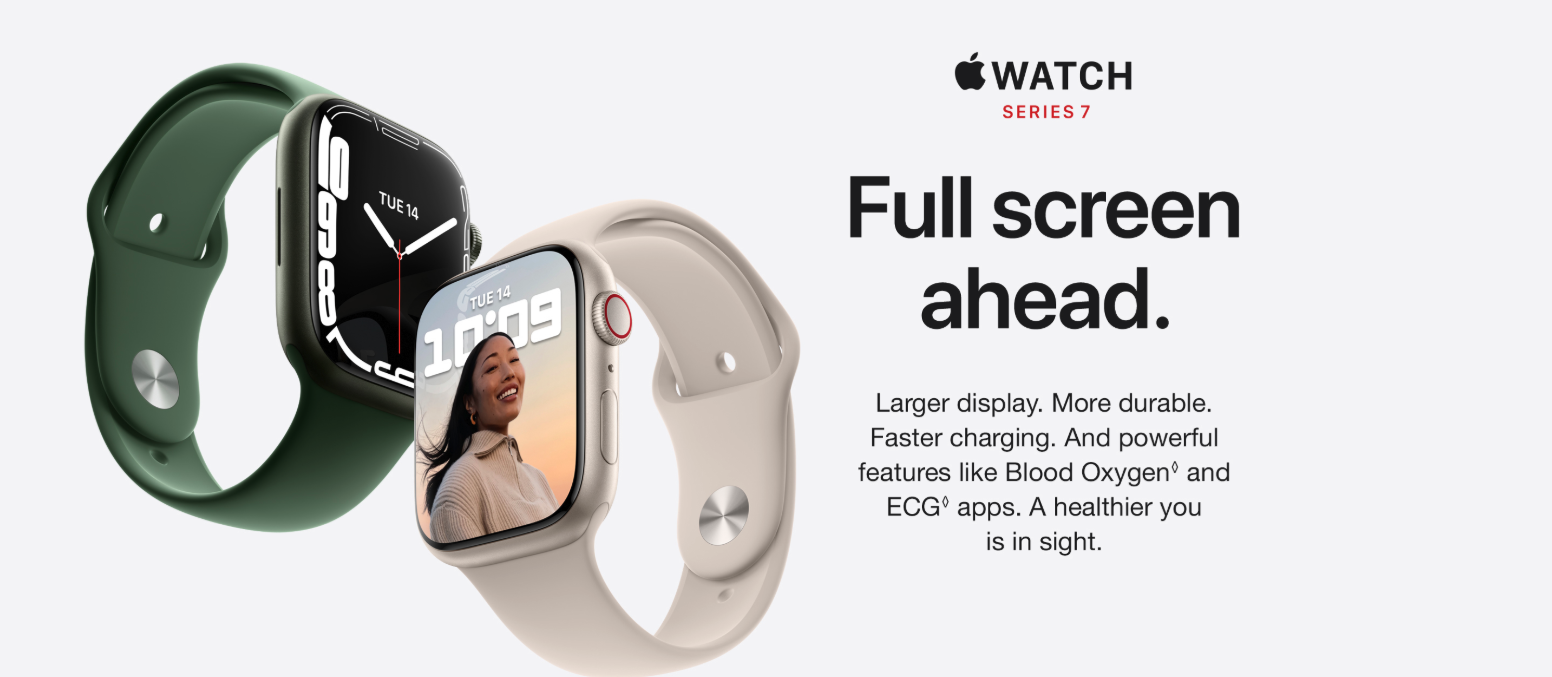 TUE 14
TUE 14
10:09
WATCH
SERIES 7
Full screen
ahead.
Larger display. More durable.
Faster charging. And powerful
features like Blood Oxygen◊ and
ECG◊ apps. A healthier you
is in sight.